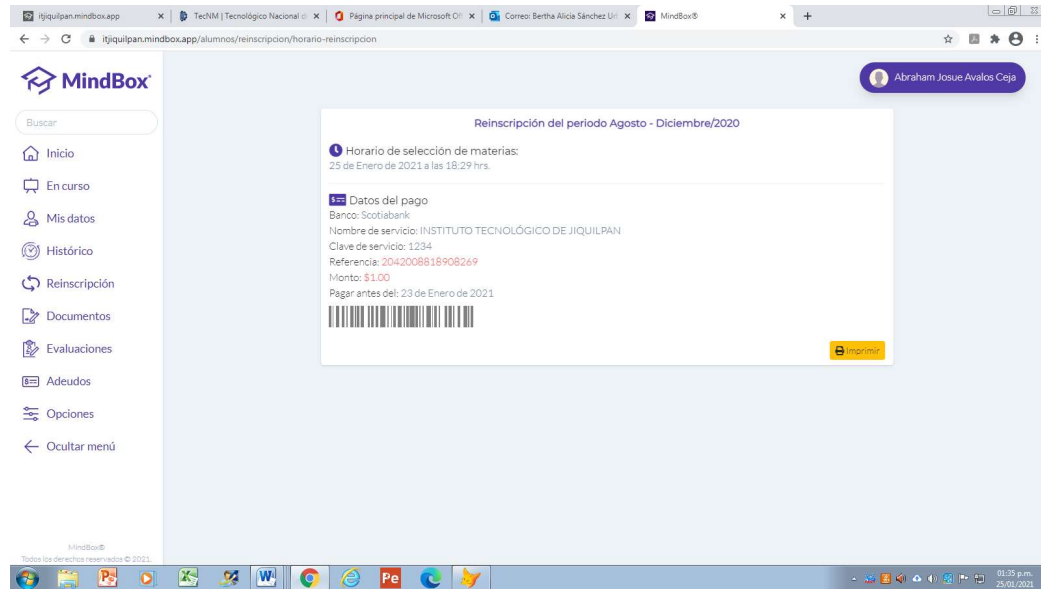 itjiquilpan.mindbox.app
TecNM | Tecnológico Nacional d
Página principal de Microsoft Off
Correo: Bertha Alicia Sánchez Uri
MindBox®
itjiquilpan.mindbox.app/alumnos/reinscripcion/horario-reinscripcion
MindBox
Abraham Josue Avalos Ceja
Buscar
Inicio
En curso
Mis datos
Histórico
Reinscripción
Documentos
Evaluaciones
Adeudos
Opciones
Ocultar menú
Reinscripción del periodo Agosto - Diciembre/2020
Horario de selección de materias:
25 de Enero de 2021 a las 18:29 hrs.
Datos del pago
Banco: Scotiabank
Nombre de servicio: INSTITUTO TECNOLÓGICO DE JIQUILPAN
Clave de servicio: 1234
Referencia: 2042008818908269
Monto: $1.00
Pagar antes del: 23 de Enero de 2021
Imprimir
MindBox®
Todos los derechos reservados © 2021.
Pe
01:35 p.m.
25/01/2021